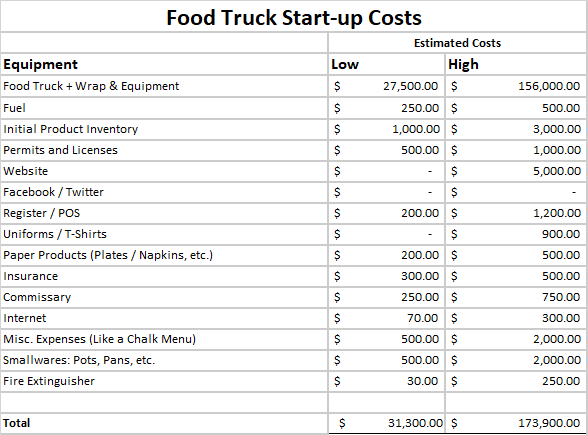 Food Truck Start-up Costs
Estimated Costs
Equipment Low High
Food Truck + Wrap & Equipment $ 27,500.00 $ 156,000.00
Fuel $ 250.00 $ 500.00
Initial Product Inventory $ 1,000.00 $ 3,000.00
Permits and Licenses $ 500.00 $ 1,000.00
Website $ - $ 5,000.00
Facebook / Twitter $ - $ -
Register / POS $ 200.00 $ 1,200.00
Uniforms / T-Shirts $ - $ 900.00
Paper Products (Plates / Napkins, etc.) $ 200.00 $ 500.00
Insurance $ 300.00 $ 500.00
Commissary $ 250.00 $ 750.00
Internet $ 70.00 $ 300.00
Misc. Expenses (Like a Chalk Menu) $ 500.00 $ 2,000.00
Smallwares: Pots, Pans, etc. $ 500.00 $ 2,000.00
Fire Extinguisher $ 30.00 $ 250.00
Total $ 31,300.00 $ 173,900.00